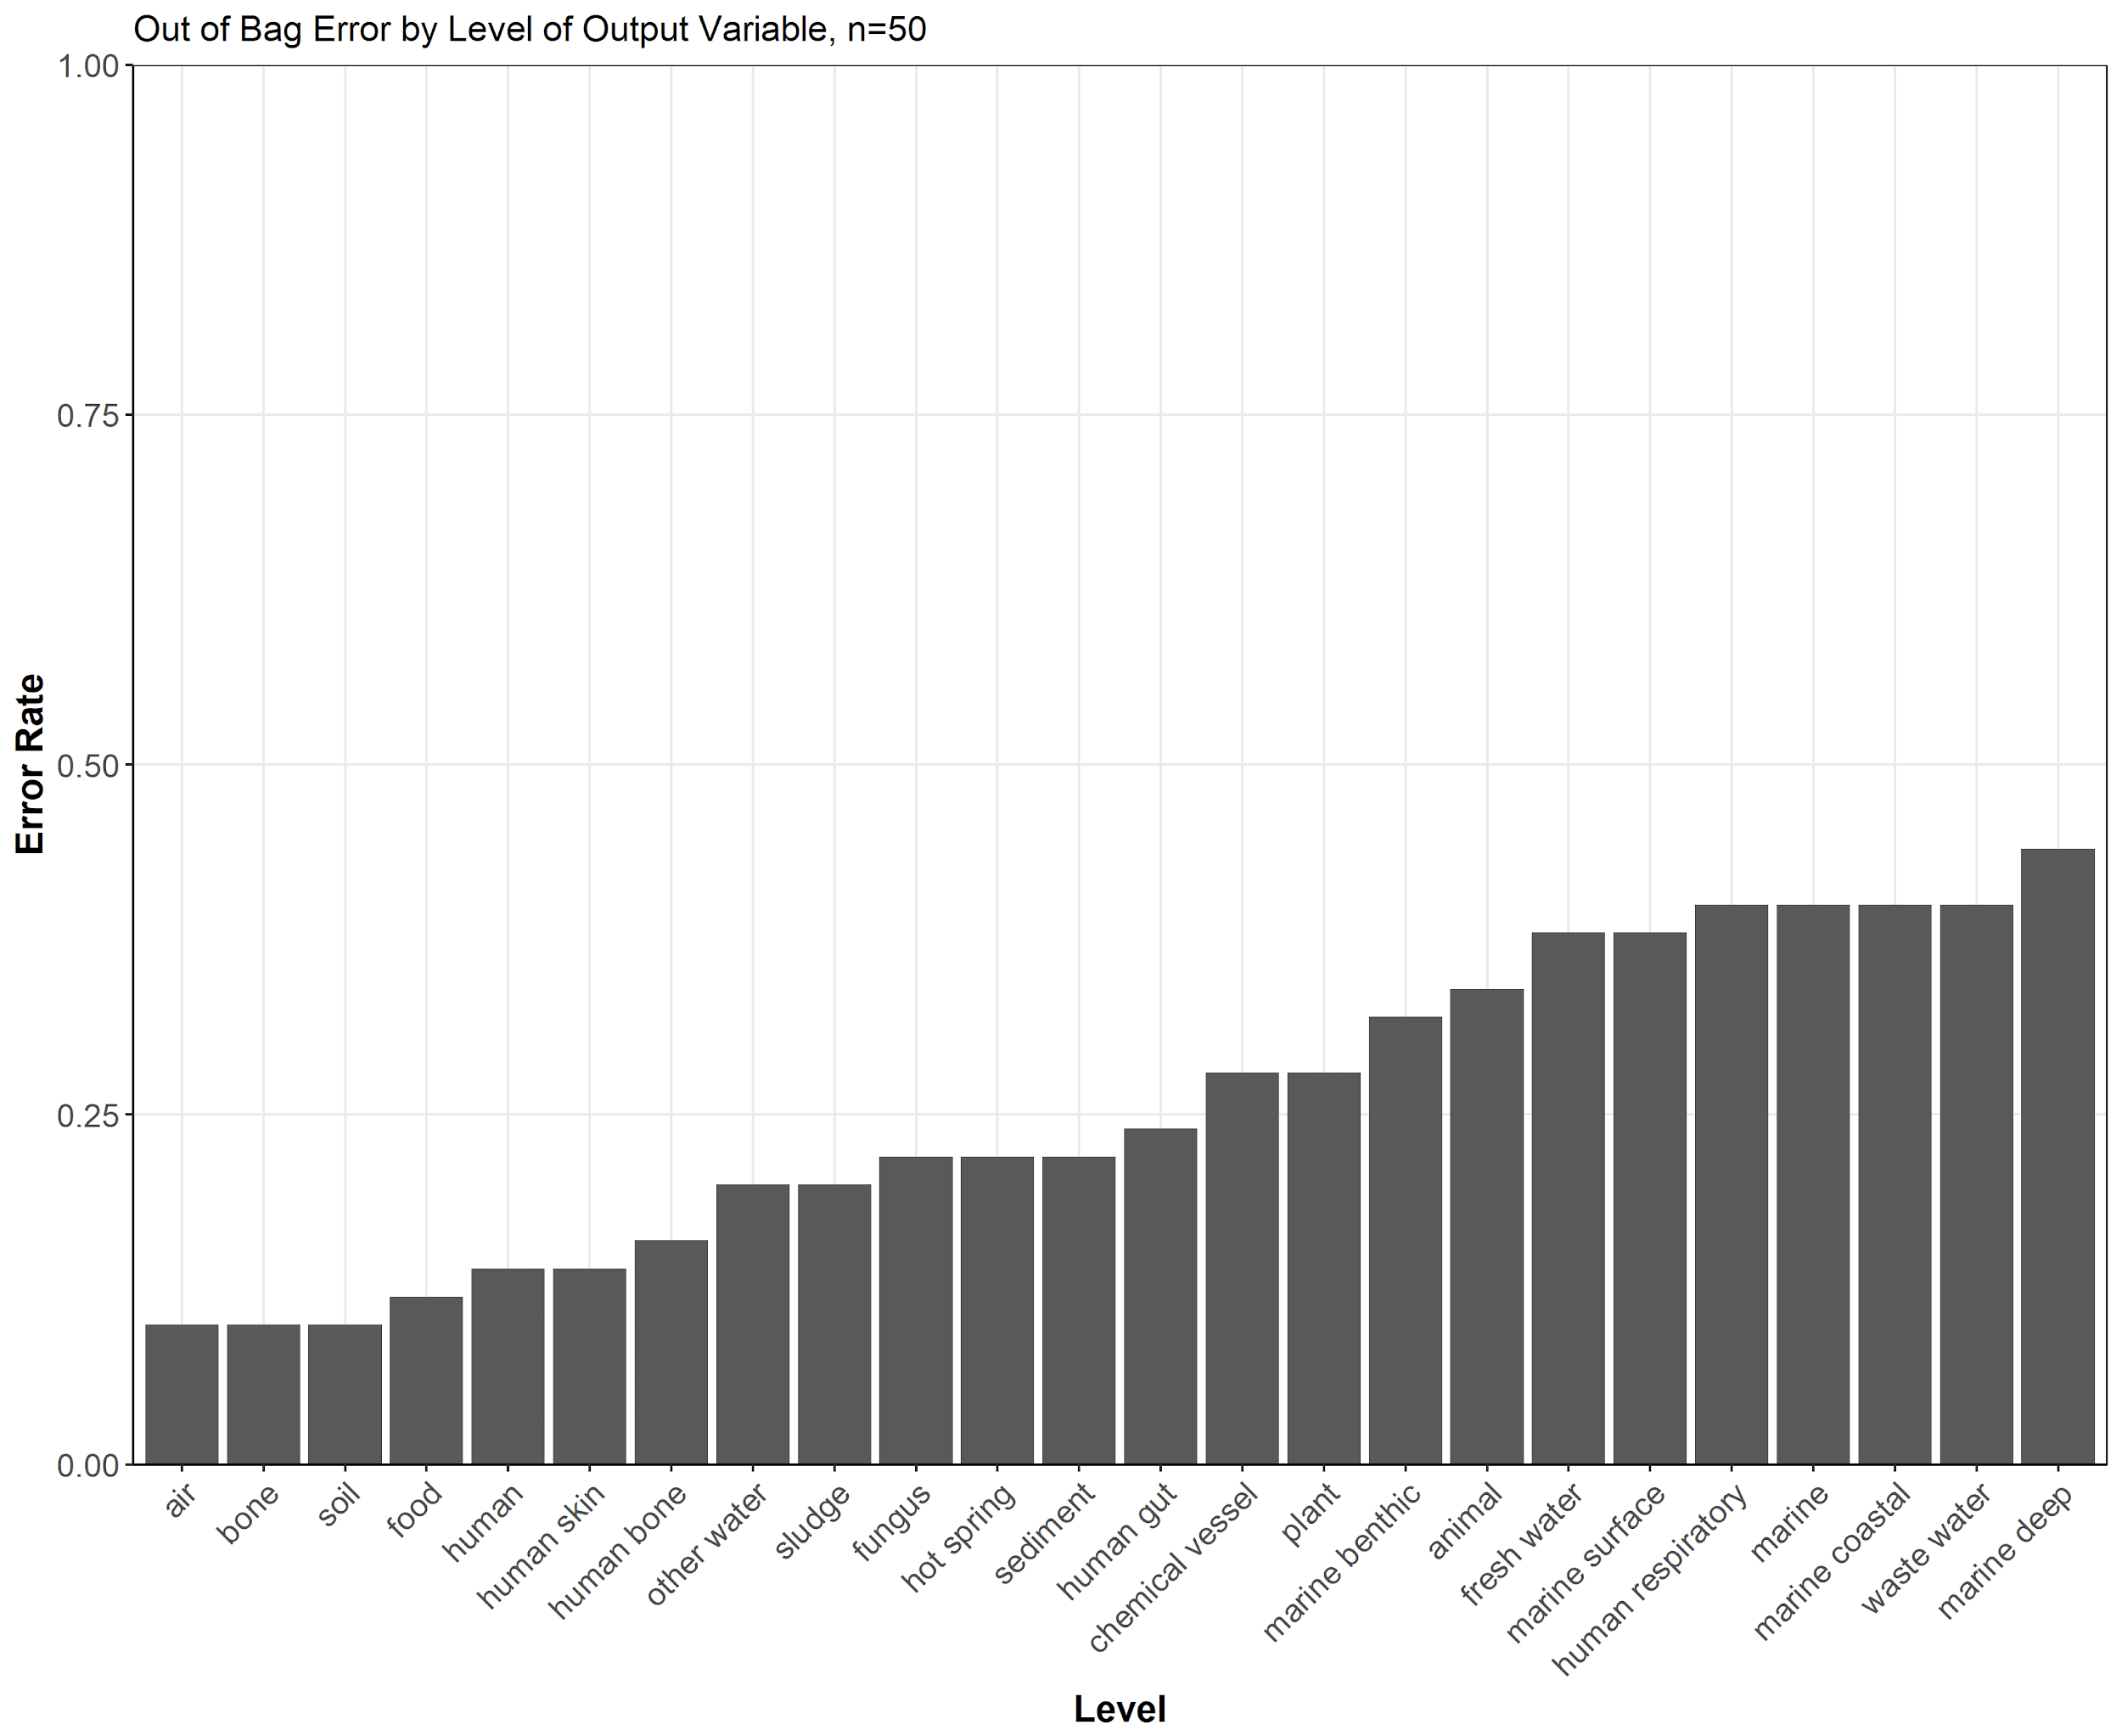 Out of Bag Error by Level of Output Variable, n=50
1.00
0.75
0.50
0.25
0.00
Error Rate
air
bone
soil
food
human
human skin
human bone
other water
sludge
fungus
hot spring
sediment
human gut
chemical vessel
plant
marine benthic
animal
fresh water
marine surface
human respiratory
marine
marine coastal
waste water
marine deep
Level